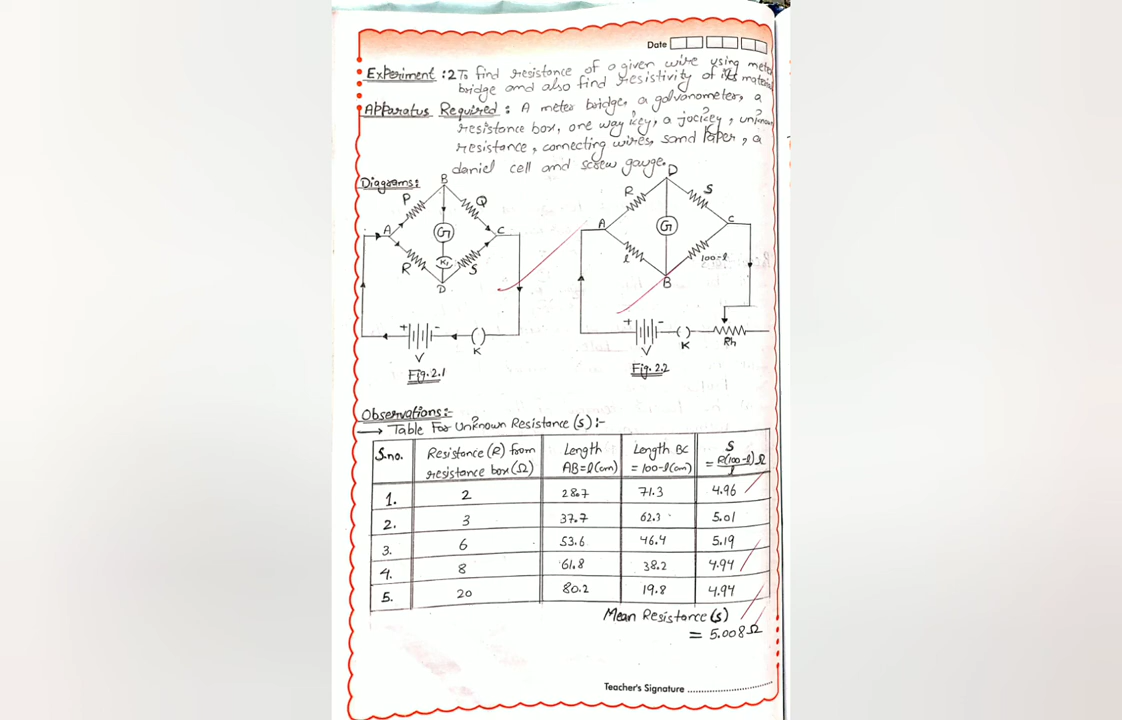 Date
Experiment : 2 To find resistance of a given wire using meter
bridge and also find resistivity of its material
Apparatus Required : A meter bridge, a galvanometer, a
resistance box, one way key, a jockey, unknown
resistance, connecting wires, sand paper, a
daniel cell and screw gauge.
Diagrams:
B
P Q
A G C
R K₁ S
D
+ -
V K
Fig. 2.1
D
R S
A G C
l 100-l
B
+ -
V K Rh
Fig. 2.2
Observations:-
→ Table For Unknown Resistance (S):-
S.no. Resistance (R) from resistance box (Ω) Length AB=l(cm) Length BC = 100-l(cm) S = R(100-l)/l Ω
1. 2 28.7 71.3 4.96
2. 3 37.7 62.3 5.01
3. 6 53.6 46.4 5.19
4. 8 61.8 38.2 4.94
5. 20 80.2 19.8 4.94
Mean Resistance (S)
= 5.008 Ω
Teacher's Signature